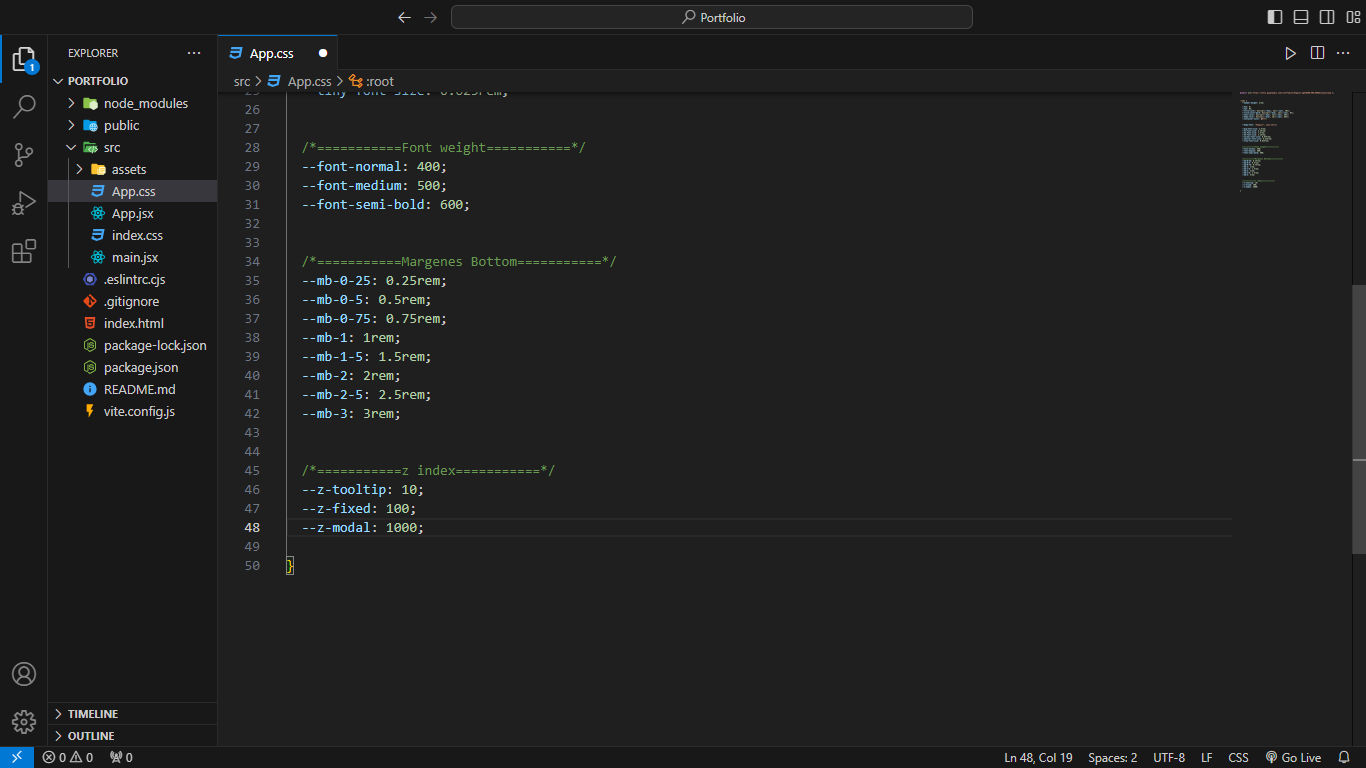 Portfolio
EXPLORER
App.css
1
PORTFOLIO
src > App.css > :root
node_modules
public
src
assets
App.css
App.jsx
index.css
main.jsx
.eslintrc.cjs
.gitignore
index.html
package-lock.json
package.json
README.md
vite.config.js
TIMELINE
OUTLINE
25 --tiny-font-size: 0.625rem;
26
27
28 /*===========Font weight===========*/
29 --font-normal: 400;
30 --font-medium: 500;
31 --font-semi-bold: 600;
32
33
34 /*===========Margenes Bottom===========*/
35 --mb-0-25: 0.25rem;
36 --mb-0-5: 0.5rem;
37 --mb-0-75: 0.75rem;
38 --mb-1: 1rem;
39 --mb-1-5: 1.5rem;
40 --mb-2: 2rem;
41 --mb-2-5: 2.5rem;
42 --mb-3: 3rem;
43
44
45 /*===========z index===========*/
46 --z-tooltip: 10;
47 --z-fixed: 100;
48 --z-modal: 1000;
49
50 }
0 0 0 Ln 48, Col 19 Spaces: 2 UTF-8 LF CSS Go Live